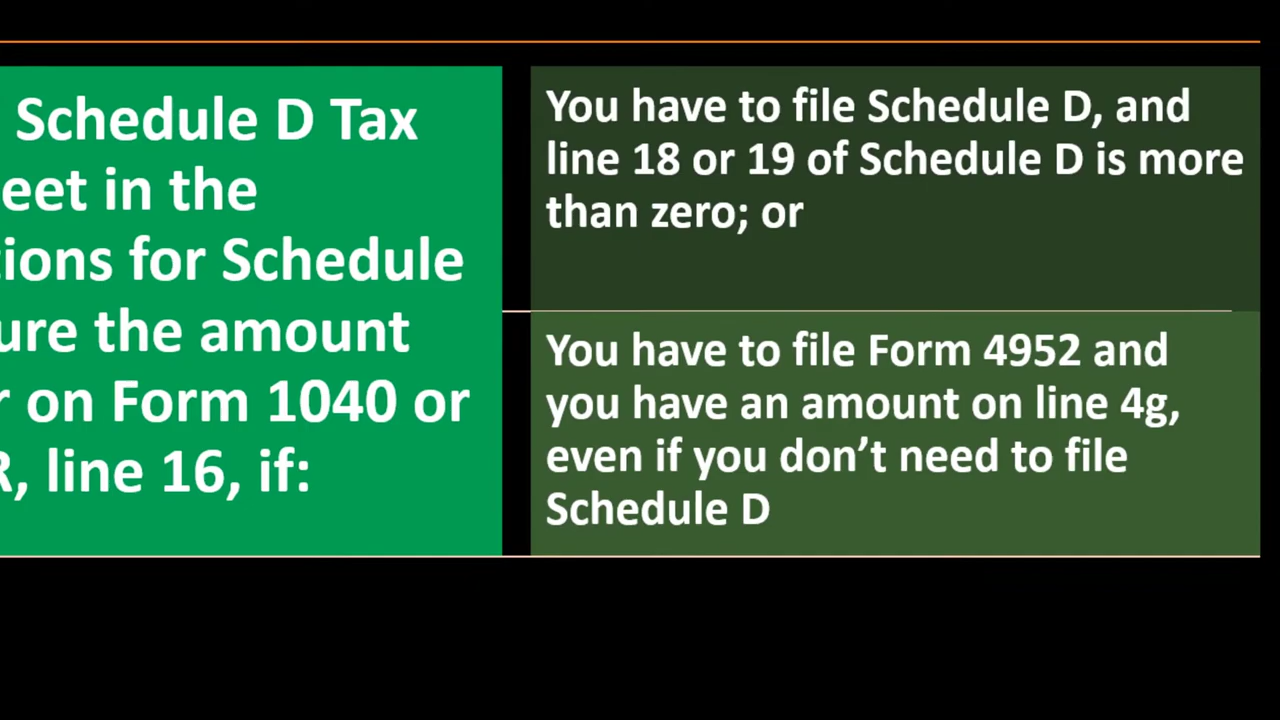 Schedule D Tax
eet in the
tions for Schedule
ure the amount
r on Form 1040 or
R, line 16, if:
You have to file Schedule D, and
line 18 or 19 of Schedule D is more
than zero; or
You have to file Form 4952 and
you have an amount on line 4g,
even if you don’t need to file
Schedule D